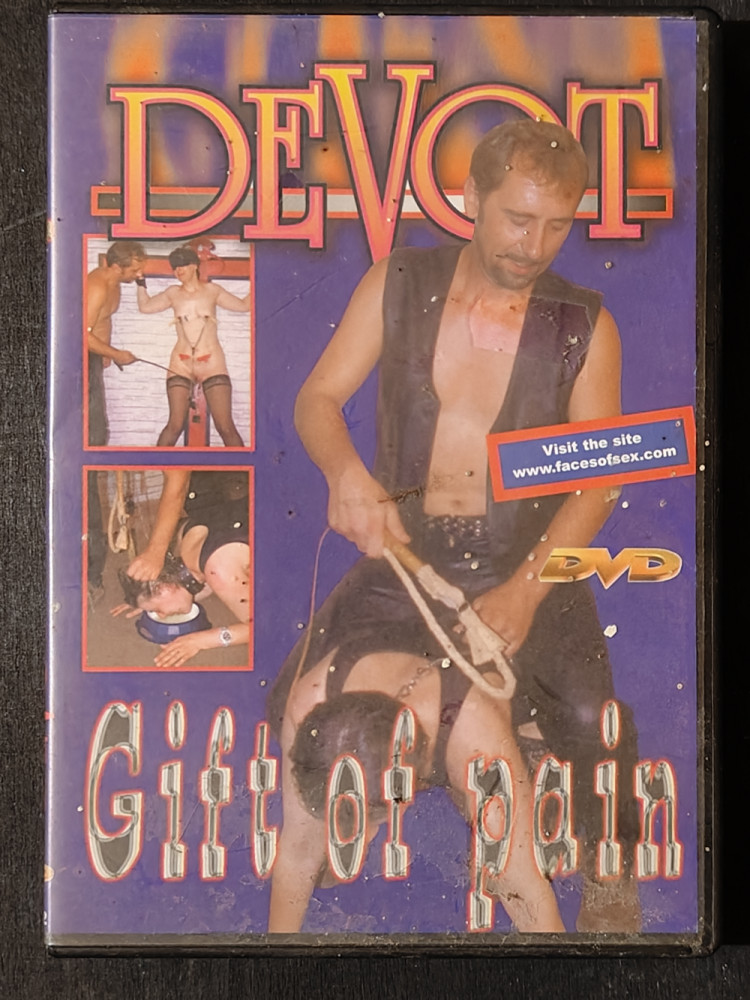 DEVOT
Visit the site
www.facesofsex.com
DVD
Gift of pain